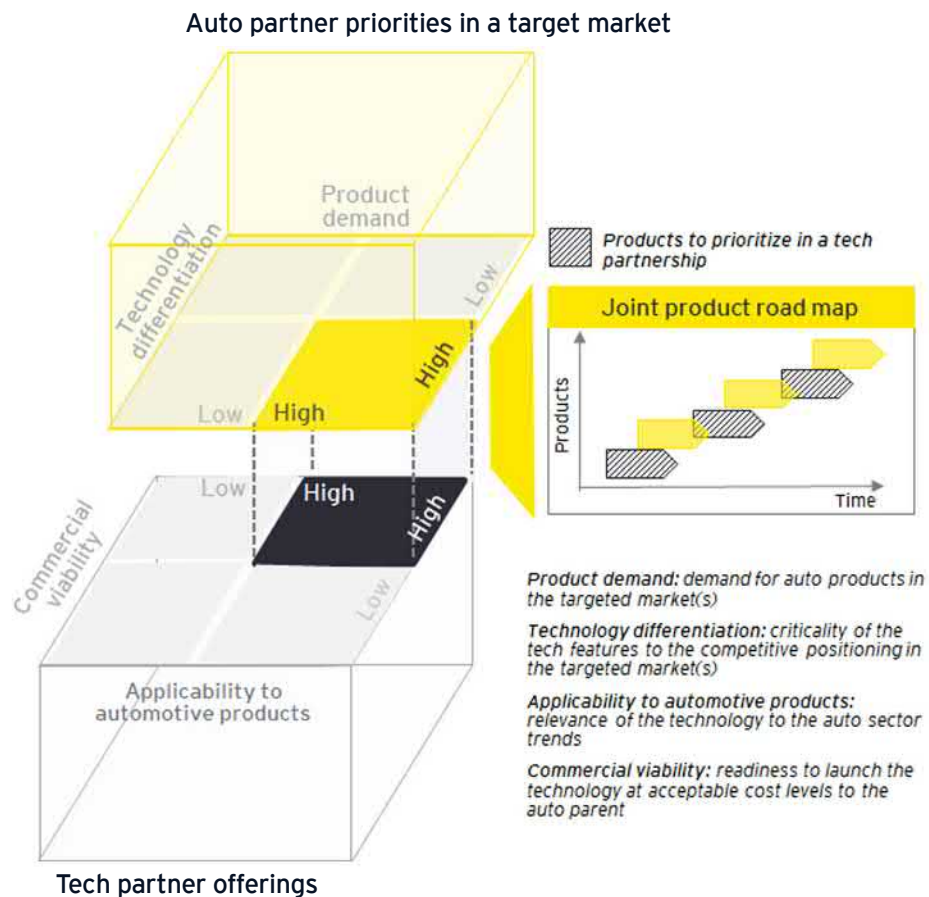 Auto partner priorities in a target market
Product
demand
Technology
differentiation
Low
High
Low
High
Products to prioritize in a tech
partnership
Joint product road map
Products
Time
Low
High
High
Low
Commercial
viability
Applicability to
automotive products
Product demand: demand for auto products in
the targeted market(s)
Technology differentiation: criticality of the
tech features to the competitive positioning in
the targeted market(s)
Applicability to automotive products:
relevance of the technology to the auto sector
trends
Commercial viability: readiness to launch the
technology at acceptable cost levels to the
auto parent
Tech partner offerings